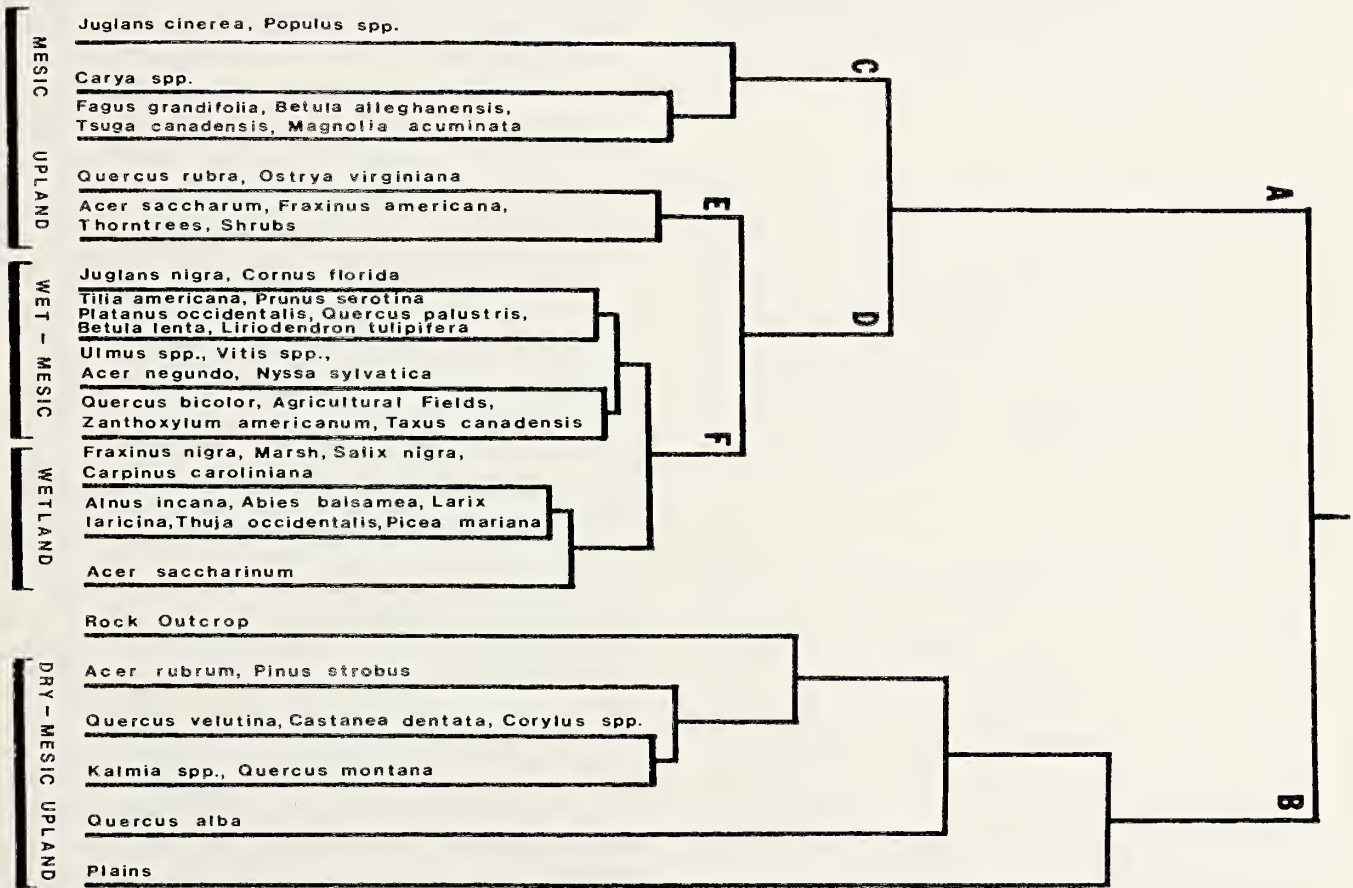 Juglans cinerea, Populus spp.
Carya spp.
Fagus grandifolia, Betula alleghanensis,
Tsuga canadensis, Magnolia acuminata
Quercus rubra, Ostrya virginiana
Acer saccharum, Fraxinus americana,
Thorntrees, Shrubs
Juglans nigra, Cornus florida
Tilia americana, Prunus serotina
Platanus occidentalis, Quercus palustris,
Betula lenta, Liriodendron tulipifera
Ulmus spp., Vitis spp.,
Acer negundo, Nyssa sylvatica
Quercus bicolor, Agricultural Fields,
Zanthoxylum americanum, Taxus canadensis
Fraxinus nigra, Marsh, Salix nigra,
Carpinus caroliniana
Alnus incana, Abies balsamea, Larix
laricina, Thuja occidentalis, Picea mariana
Acer saccharinum
Rock Outcrop
Acer rubrum, Pinus strobus
Quercus velutina, Castanea dentata, Corylus spp.
Kalmia spp., Quercus montana
Quercus alba
Plains
MESIC UPLAND
WET-MESIC
WETLAND
DRY-MESIC UPLAND
A
B
C
D
E
F